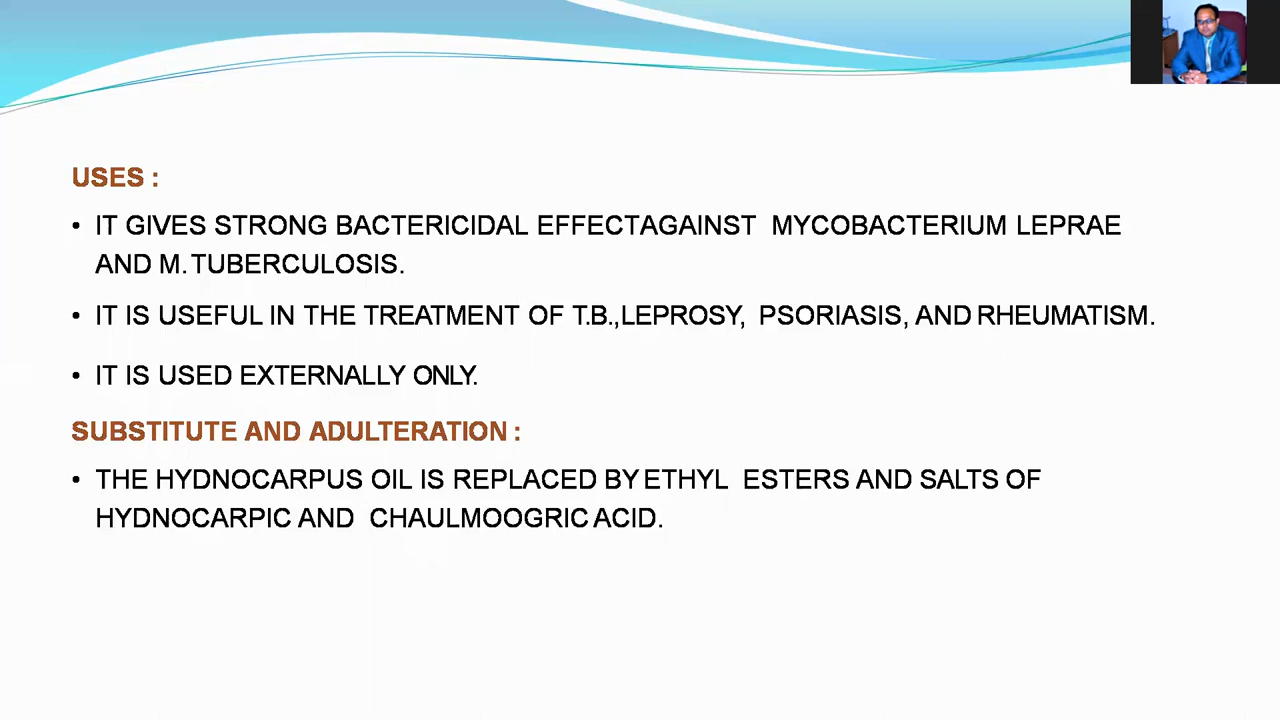 USES :
• IT GIVES STRONG BACTERICIDAL EFFECTAGAINST MYCOBACTERIUM LEPRAE
AND M. TUBERCULOSIS.
• IT IS USEFUL IN THE TREATMENT OF T.B.,LEPROSY, PSORIASIS, AND RHEUMATISM.
• IT IS USED EXTERNALLY ONLY.
SUBSTITUTE AND ADULTERATION :
• THE HYDNOCARPUS OIL IS REPLACED BY ETHYL ESTERS AND SALTS OF
HYDNOCARPIC AND CHAULMOOGRIC ACID.